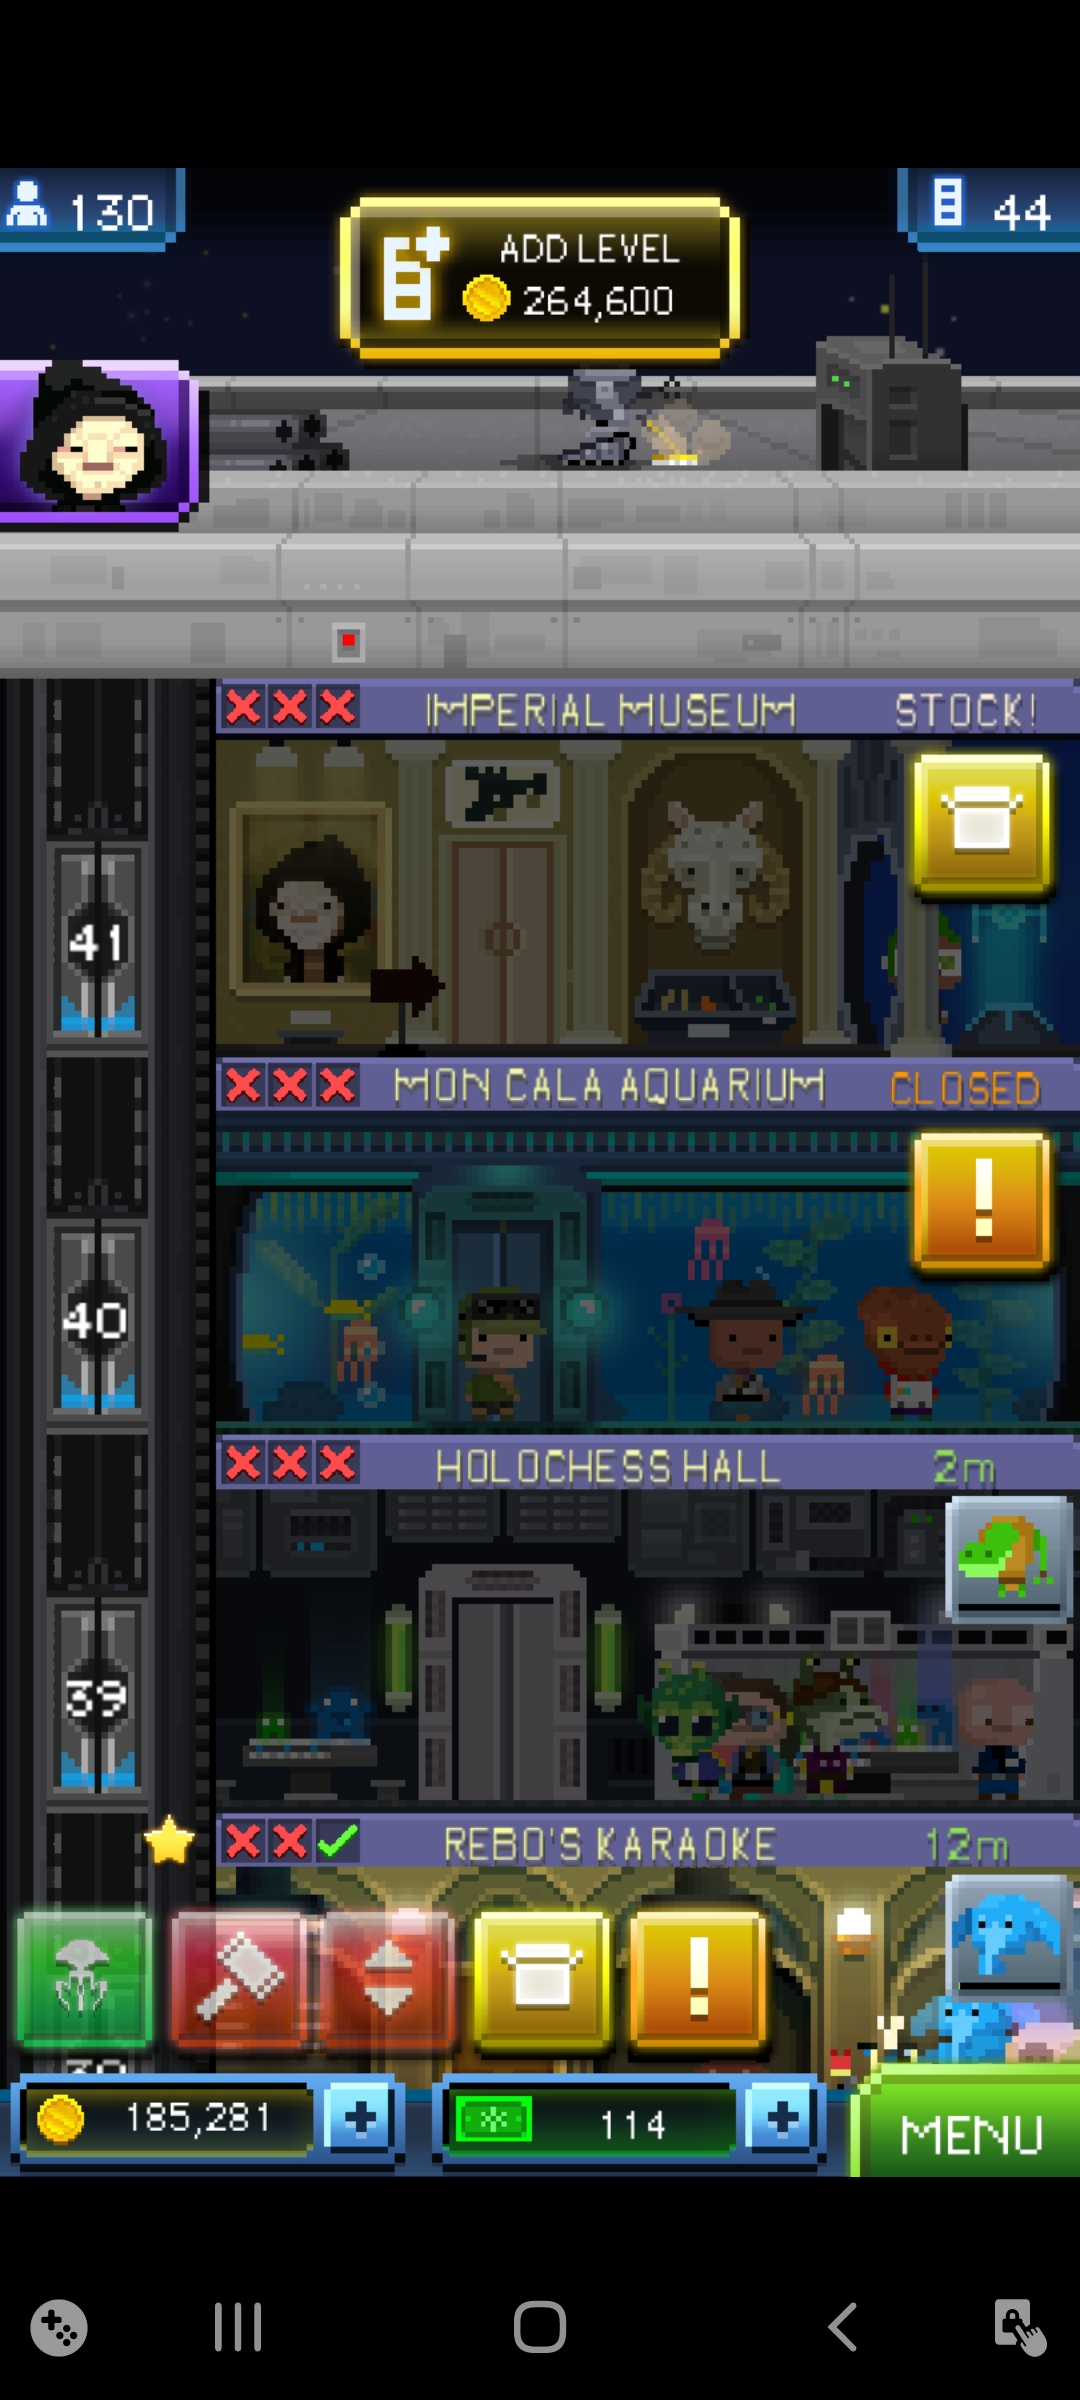 130
ADD LEVEL
264,600
44
IMPERIAL MUSEUM STOCK!
41
MON CALA AQUARIUM CLOSED
!
40
HOLOCHESS HALL 2m
39
REBO'S KARAOKE 12m
!
185,281
114
MENU